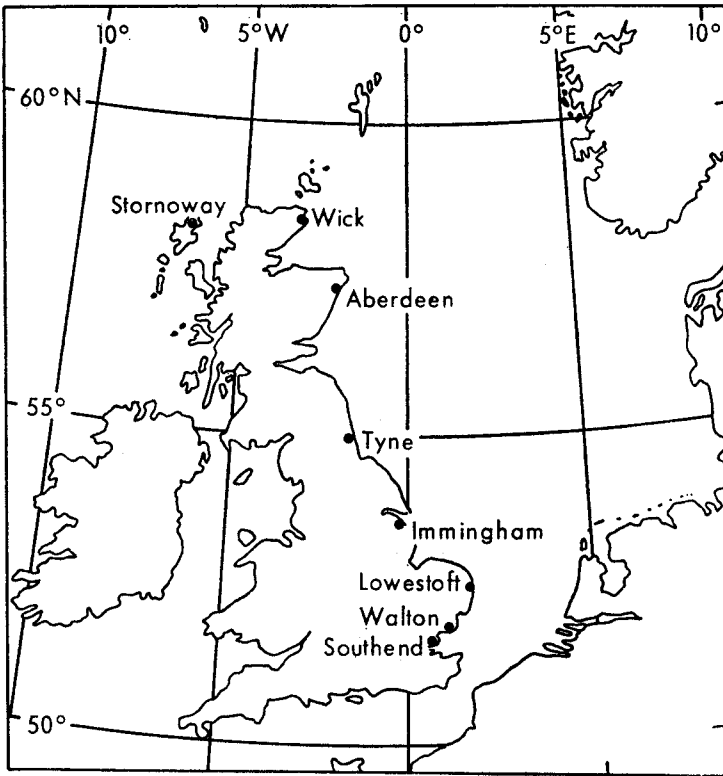 10° 5°W 0° 5°E 10°
60°N
Stornoway
Wick
Aberdeen
55°
Tyne
Immingham
Lowestoft
Walton
Southend
50°